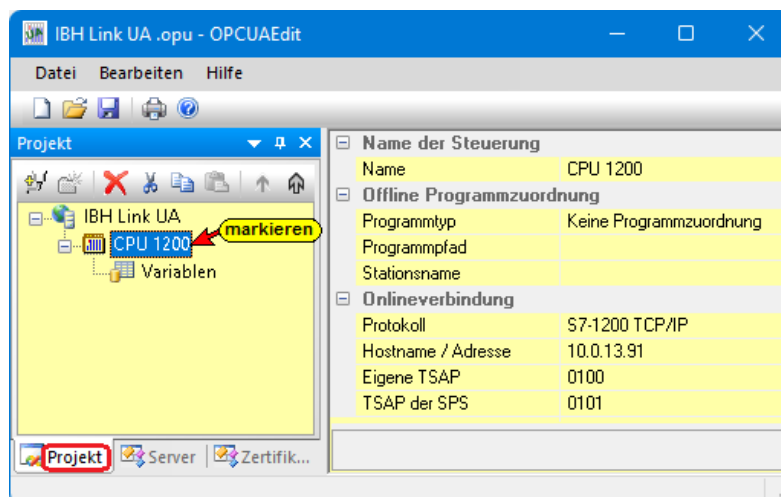 IBH Link UA .opu - OPCUAEdit
Datei Bearbeiten Hilfe
Projekt
IBH Link UA
CPU 1200
markieren
Variablen
Projekt Server Zertifik...
Name der Steuerung
Name CPU 1200
Offline Programmzuordnung
Programmtyp Keine Programmzuordnung
Programmpfad
Stationsname
Onlineverbindung
Protokoll S7-1200 TCP/IP
Hostname / Adresse 10.0.13.91
Eigene TSAP 0100
TSAP der SPS 0101